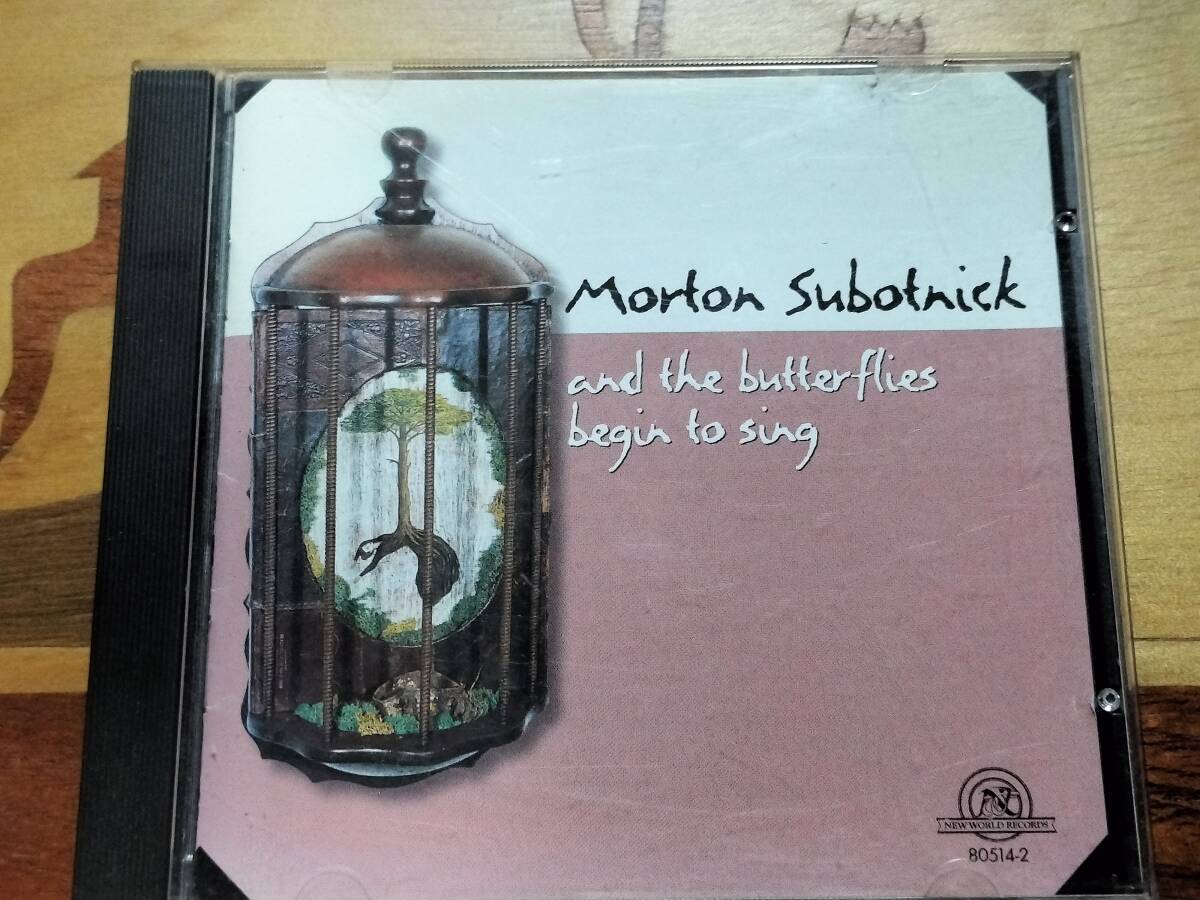 Morton Subotnick
and the butterflies
begin to sing
NEW WORLD RECORDS
80514-2